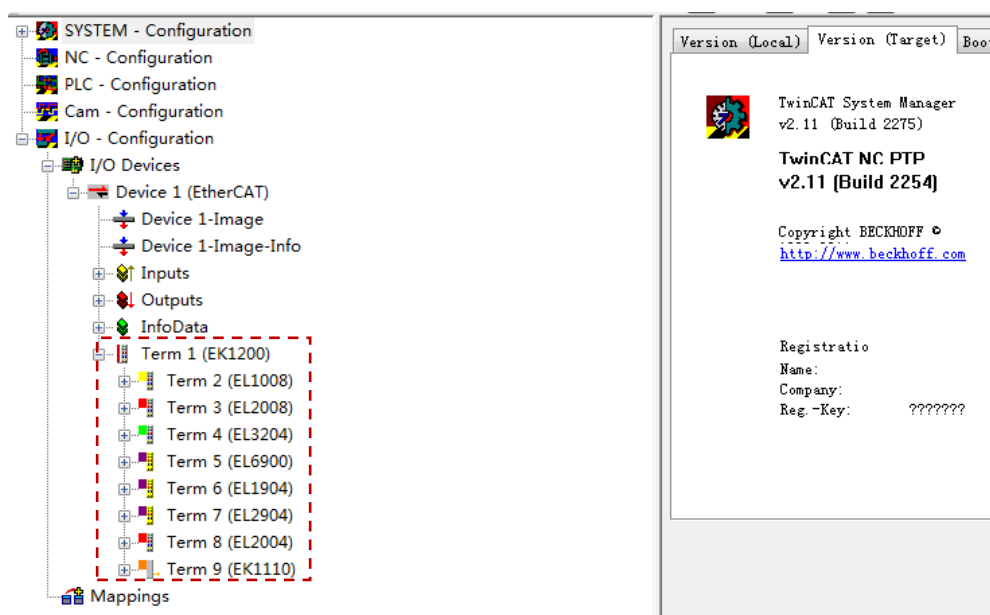 SYSTEM - Configuration
NC - Configuration
PLC - Configuration
Cam - Configuration
I/O - Configuration
I/O Devices
Device 1 (EtherCAT)
Device 1-Image
Device 1-Image-Info
Inputs
Outputs
InfoData
Term 1 (EK1200)
Term 2 (EL1008)
Term 3 (EL2008)
Term 4 (EL3204)
Term 5 (EL6900)
Term 6 (EL1904)
Term 7 (EL2904)
Term 8 (EL2004)
Term 9 (EK1110)
Mappings
Version (Local) Version (Target) Boo
TwinCAT System Manager
v2.11 (Build 2275)
TwinCAT NC PTP
v2.11 (Build 2254)
Copyright BECKHOFF ©
http://www.beckhoff.com
Registratio
Name:
Company:
Reg.-Key: ???????